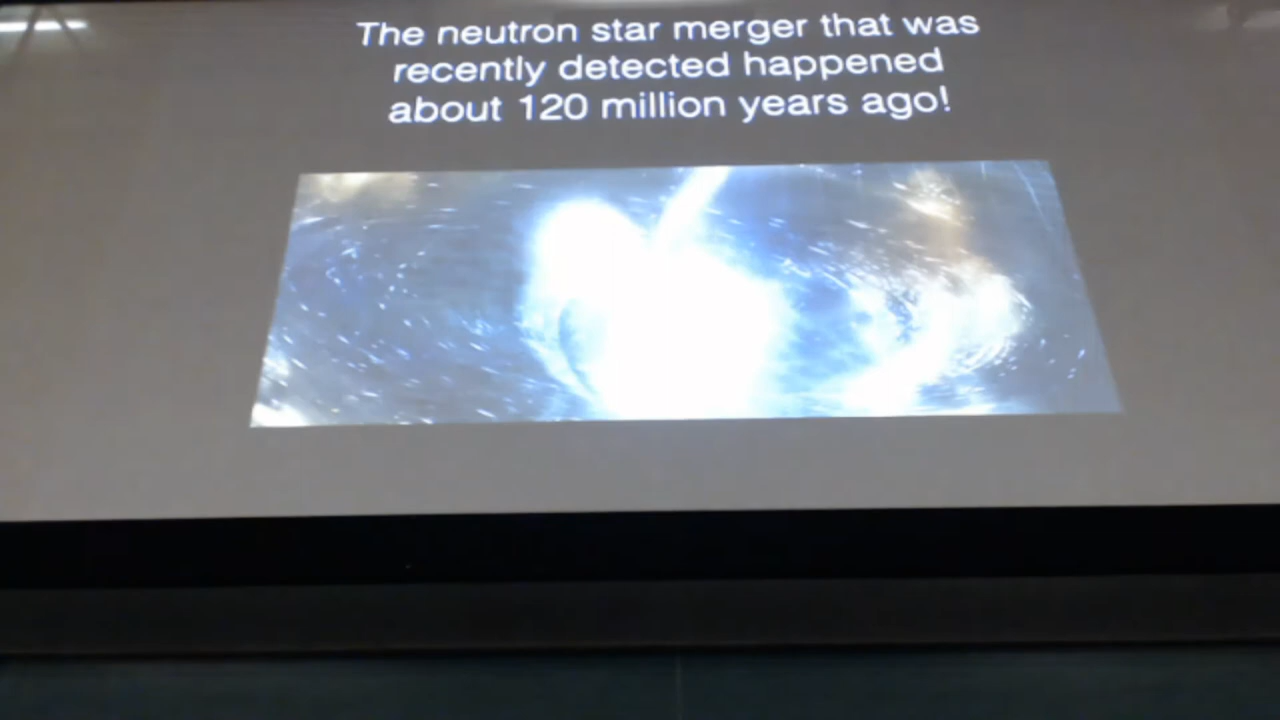 The neutron star merger that was
recently detected happened
about 120 million years ago!